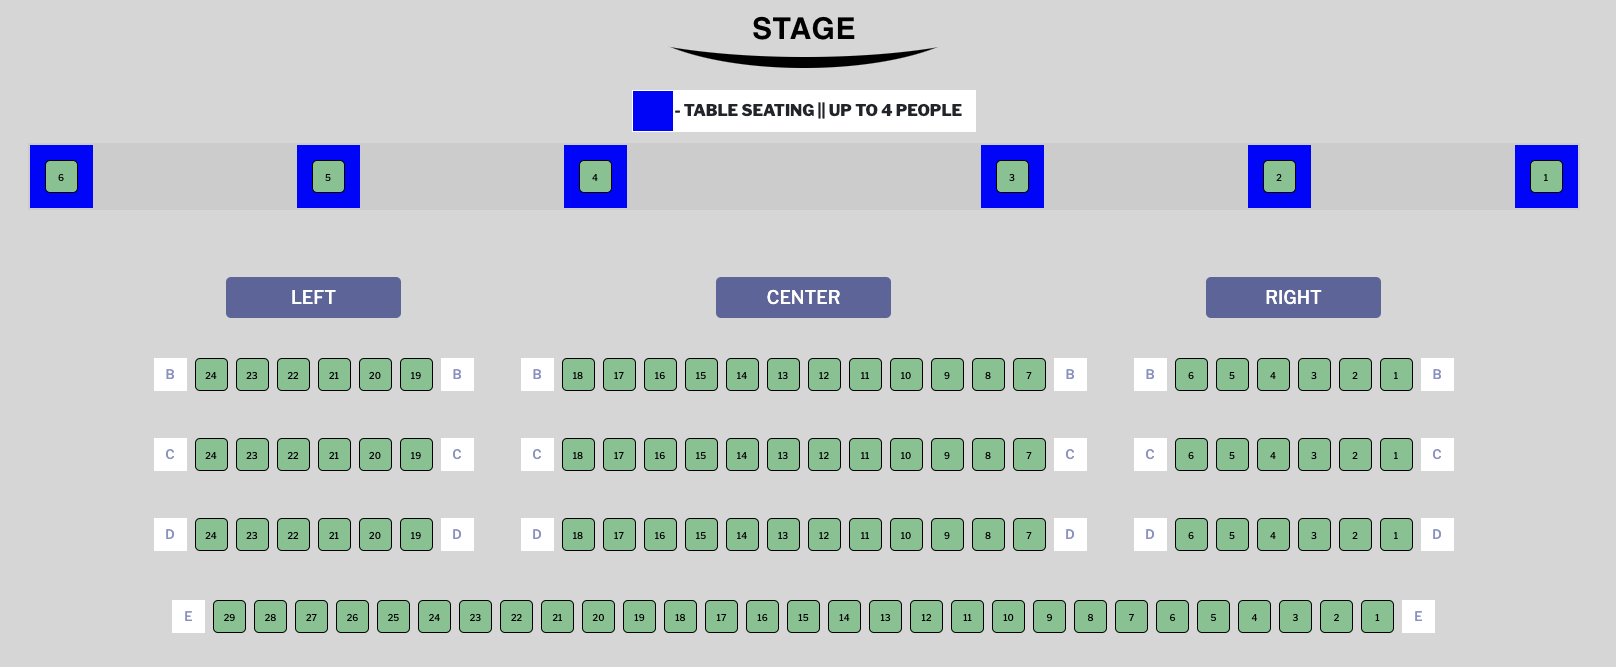 STAGE
- TABLE SEATING || UP TO 4 PEOPLE
6 5 4 3 2 1
LEFT CENTER RIGHT
B 24 23 22 21 20 19 B B 18 17 16 15 14 13 12 11 10 9 8 7 B B 6 5 4 3 2 1 B
C 24 23 22 21 20 19 C C 18 17 16 15 14 13 12 11 10 9 8 7 C C 6 5 4 3 2 1 C
D 24 23 22 21 20 19 D D 18 17 16 15 14 13 12 11 10 9 8 7 D D 6 5 4 3 2 1 D
E 29 28 27 26 25 24 23 22 21 20 19 18 17 16 15 14 13 12 11 10 9 8 7 6 5 4 3 2 1 E